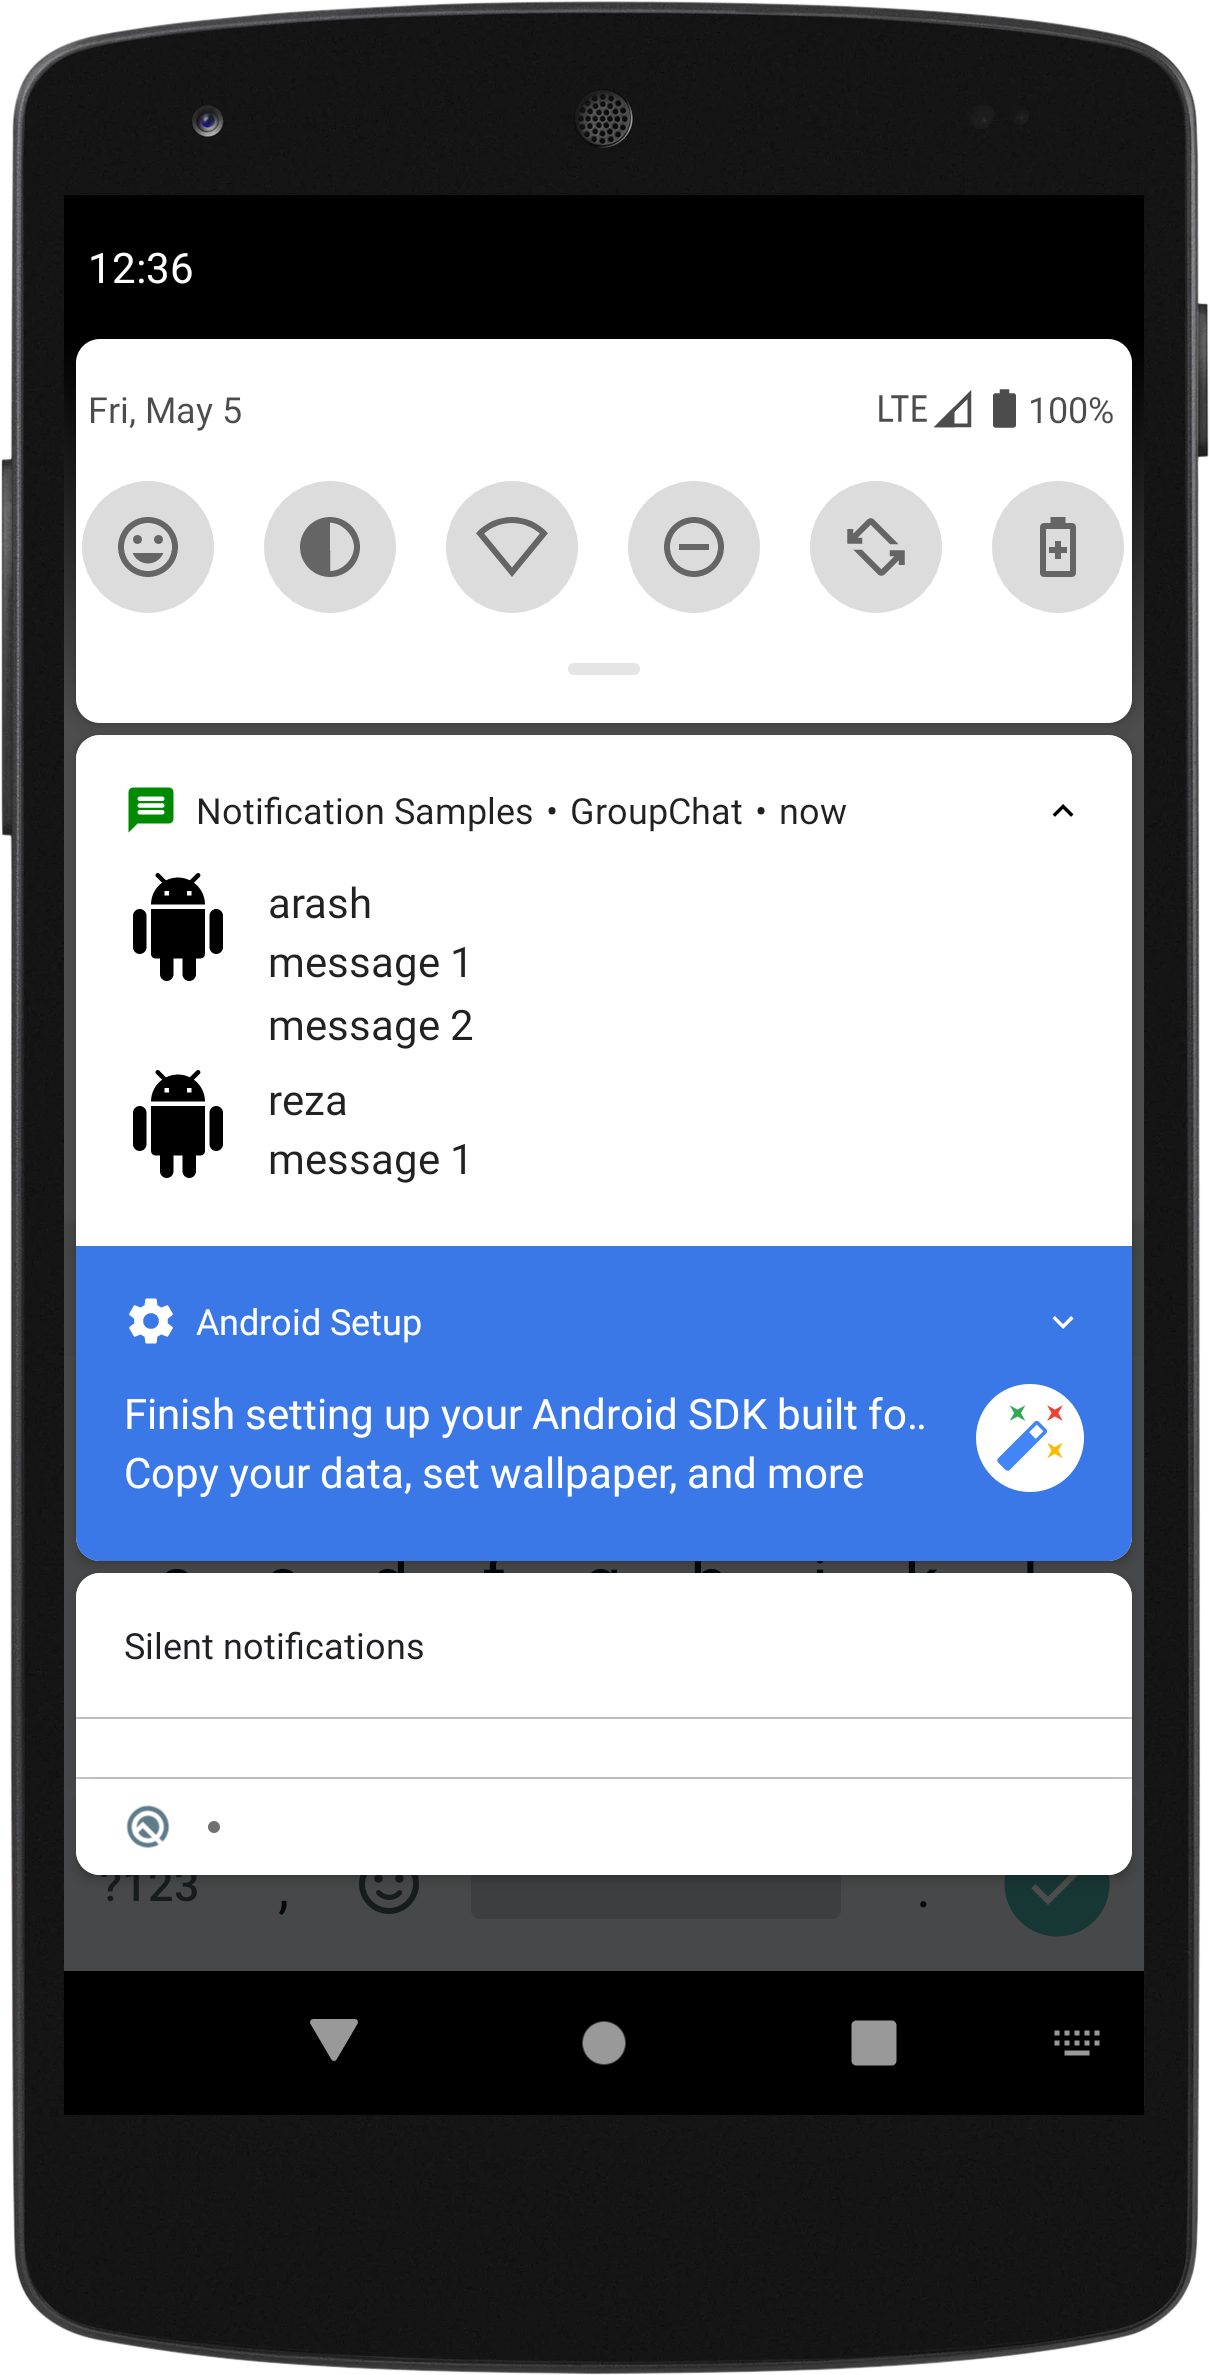 12:36
Fri, May 5 LTE 100%
Notification Samples • GroupChat • now
arash
message 1
message 2
reza
message 1
Android Setup
Finish setting up your Android SDK built fo..
Copy your data, set wallpaper, and more
Silent notifications
?123 , .